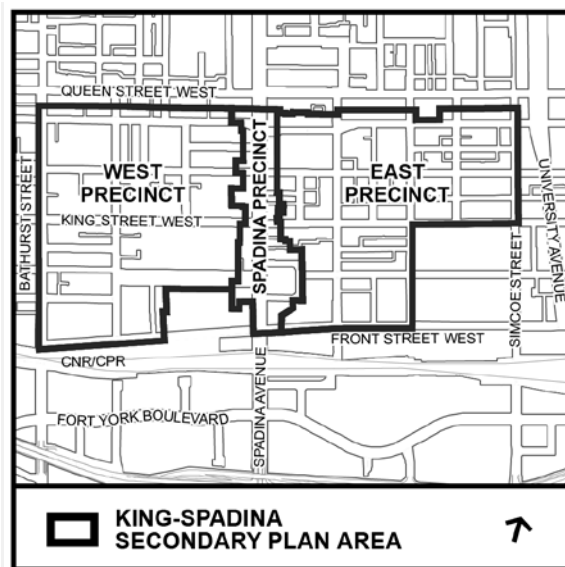 QUEEN STREET WEST
WEST
PRECINCT
SPADINA PRECINCT
EAST
PRECINCT
BATHURST STREET
KING STREET WEST
UNIVERSITY AVENUE
SIMCOE STREET
FRONT STREET WEST
CNR/CPR
SPADINA AVENUE
FORT YORK BOULEVARD
KING-SPADINA
SECONDARY PLAN AREA